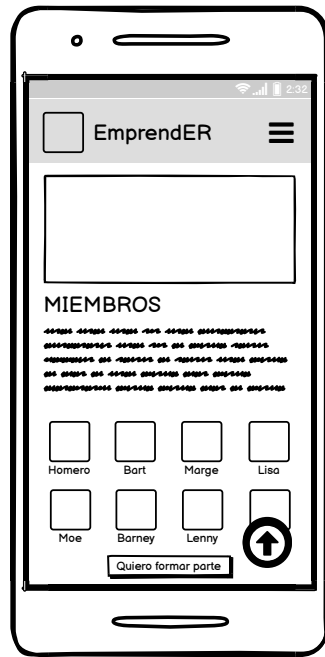 2:32
EmprendER
MIEMBROS
Homero Bart Marge Lisa
Moe Barney Lenny
Quiero formar parte